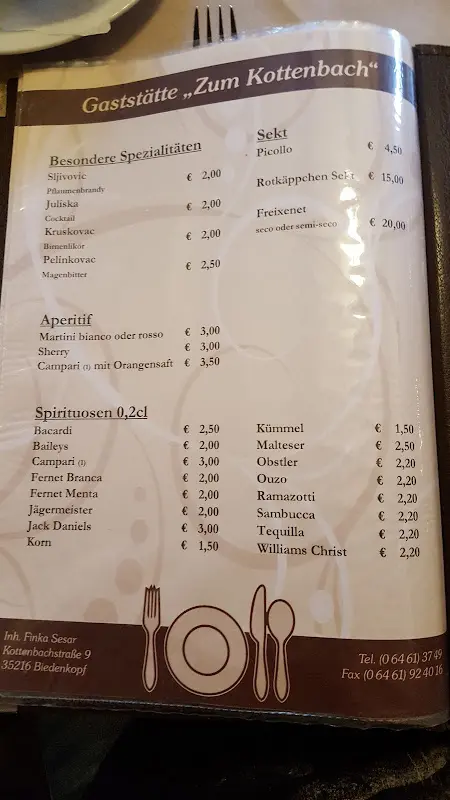 Gaststätte „Zum Kottenbach“
Besondere Spezialitäten
Sljivovic € 2,00
Pflaumenbrandy
Juliska € 2,00
Cocktail
Kruskovac € 2,00
Birnenlikör
Pelinkovac € 2,50
Magenbitter
Sekt
Picollo € 4,50
Rotkäppchen Sekt € 15,00
Freixenet
seco oder semi-seco € 20,00
Aperitif
Martini bianco oder rosso € 3,00
Sherry € 3,00
Campari (1) mit Orangensaft € 3,50
Spirituosen 0,2cl
Bacardi € 2,50
Baileys € 2,00
Campari (1) € 3,00
Fernet Branca € 2,00
Fernet Menta € 2,00
Jägermeister € 2,00
Jack Daniels € 3,00
Korn € 1,50
Kümmel € 1,50
Malteser € 2,50
Obstler € 2,20
Ouzo € 2,20
Ramazotti € 2,20
Sambucca € 2,20
Tequilla € 2,20
Williams Christ € 2,20
Inh. Finka Sesar
Kottenbachstraße 9
35216 Biedenkopf
Tel. (0 64 61) 37 49
Fax (0 64 61) 92 40 16